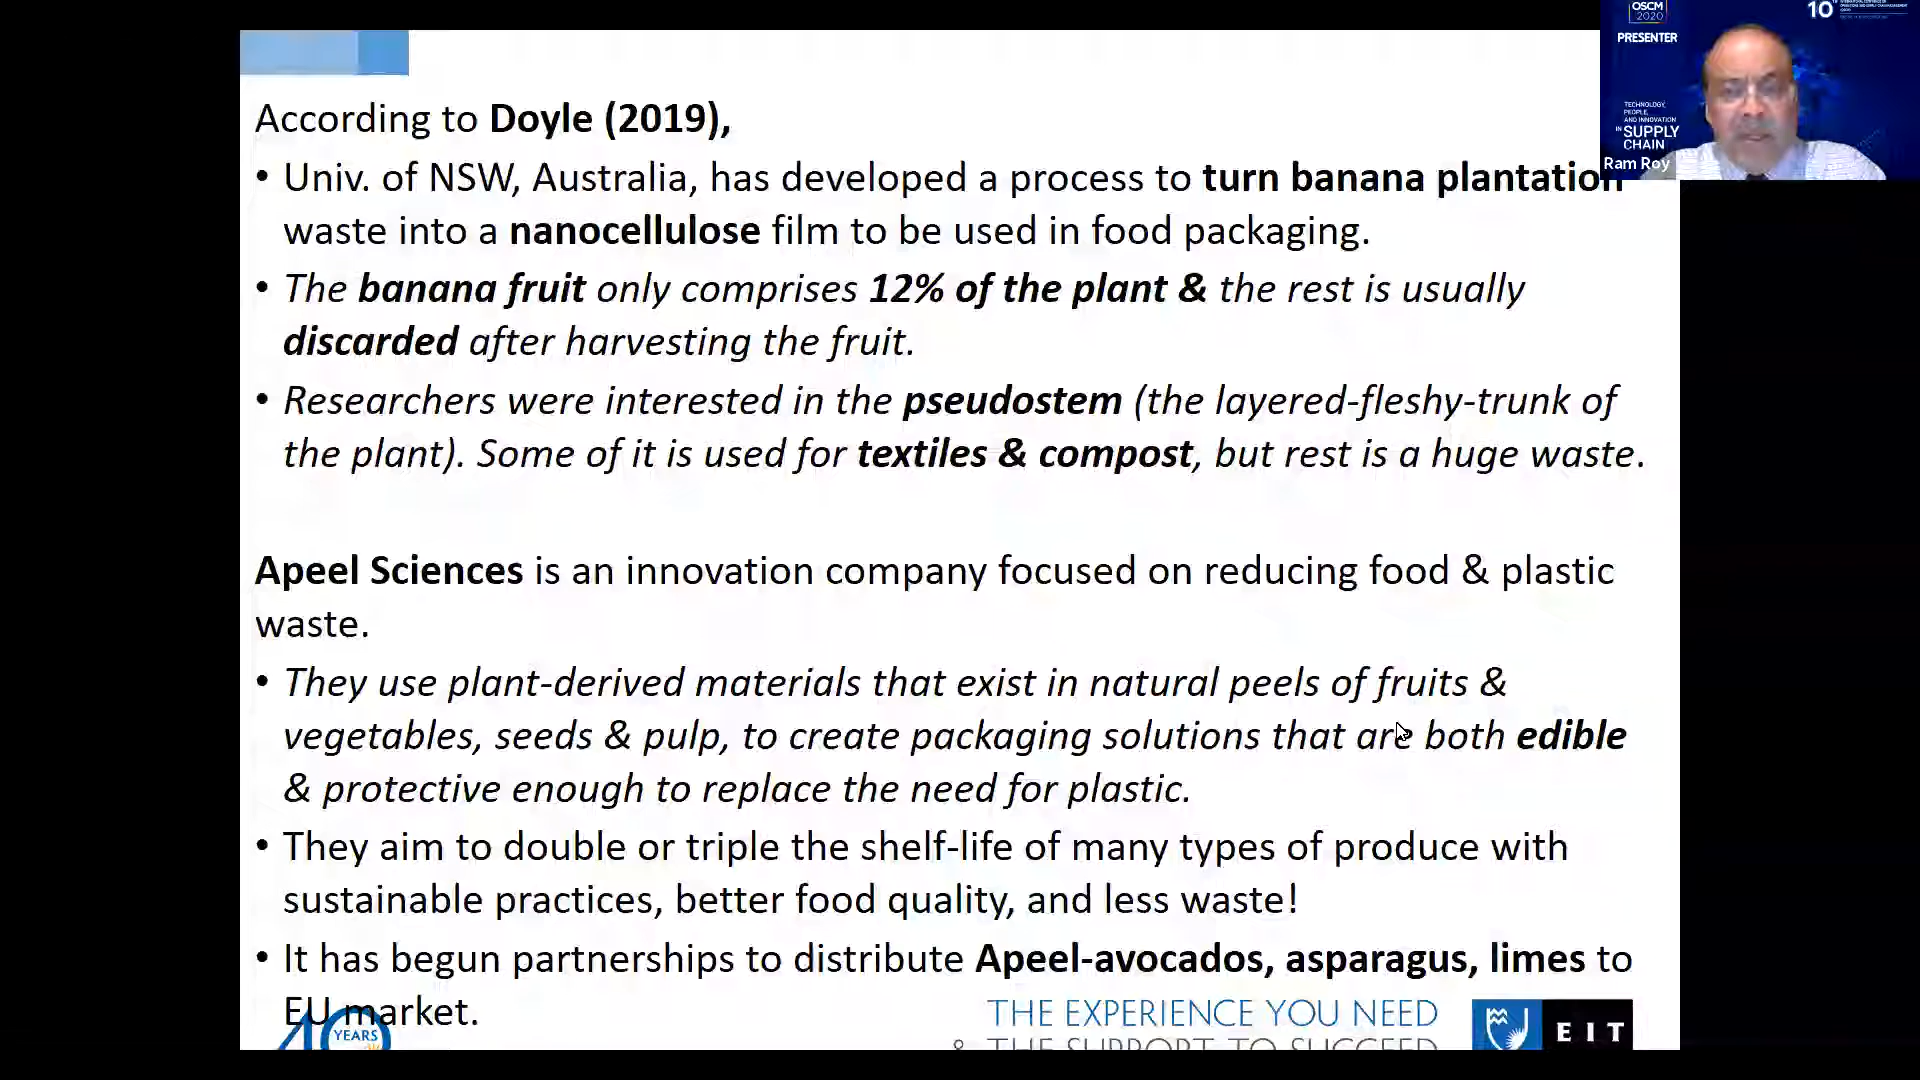 According to Doyle (2019),
• Univ. of NSW, Australia, has developed a process to turn banana plantation
waste into a nanocellulose film to be used in food packaging.
• The banana fruit only comprises 12% of the plant & the rest is usually
discarded after harvesting the fruit.
• Researchers were interested in the pseudostem (the layered-fleshy-trunk of
the plant). Some of it is used for textiles & compost, but rest is a huge waste.
Apeel Sciences is an innovation company focused on reducing food & plastic
waste.
• They use plant-derived materials that exist in natural peels of fruits &
vegetables, seeds & pulp, to create packaging solutions that are both edible
& protective enough to replace the need for plastic.
• They aim to double or triple the shelf-life of many types of produce with
sustainable practices, better food quality, and less waste!
• It has begun partnerships to distribute Apeel-avocados, asparagus, limes to
EU market.
40 YEARS
THE EXPERIENCE YOU NEED
& THE SUPPORT TO SUCCEED
EIT
OSCM
2020
PRESENTER
10
TECHNOLOGY,
PEOPLE,
AND INNOVATION
IN SUPPLY
CHAIN
Ram Roy